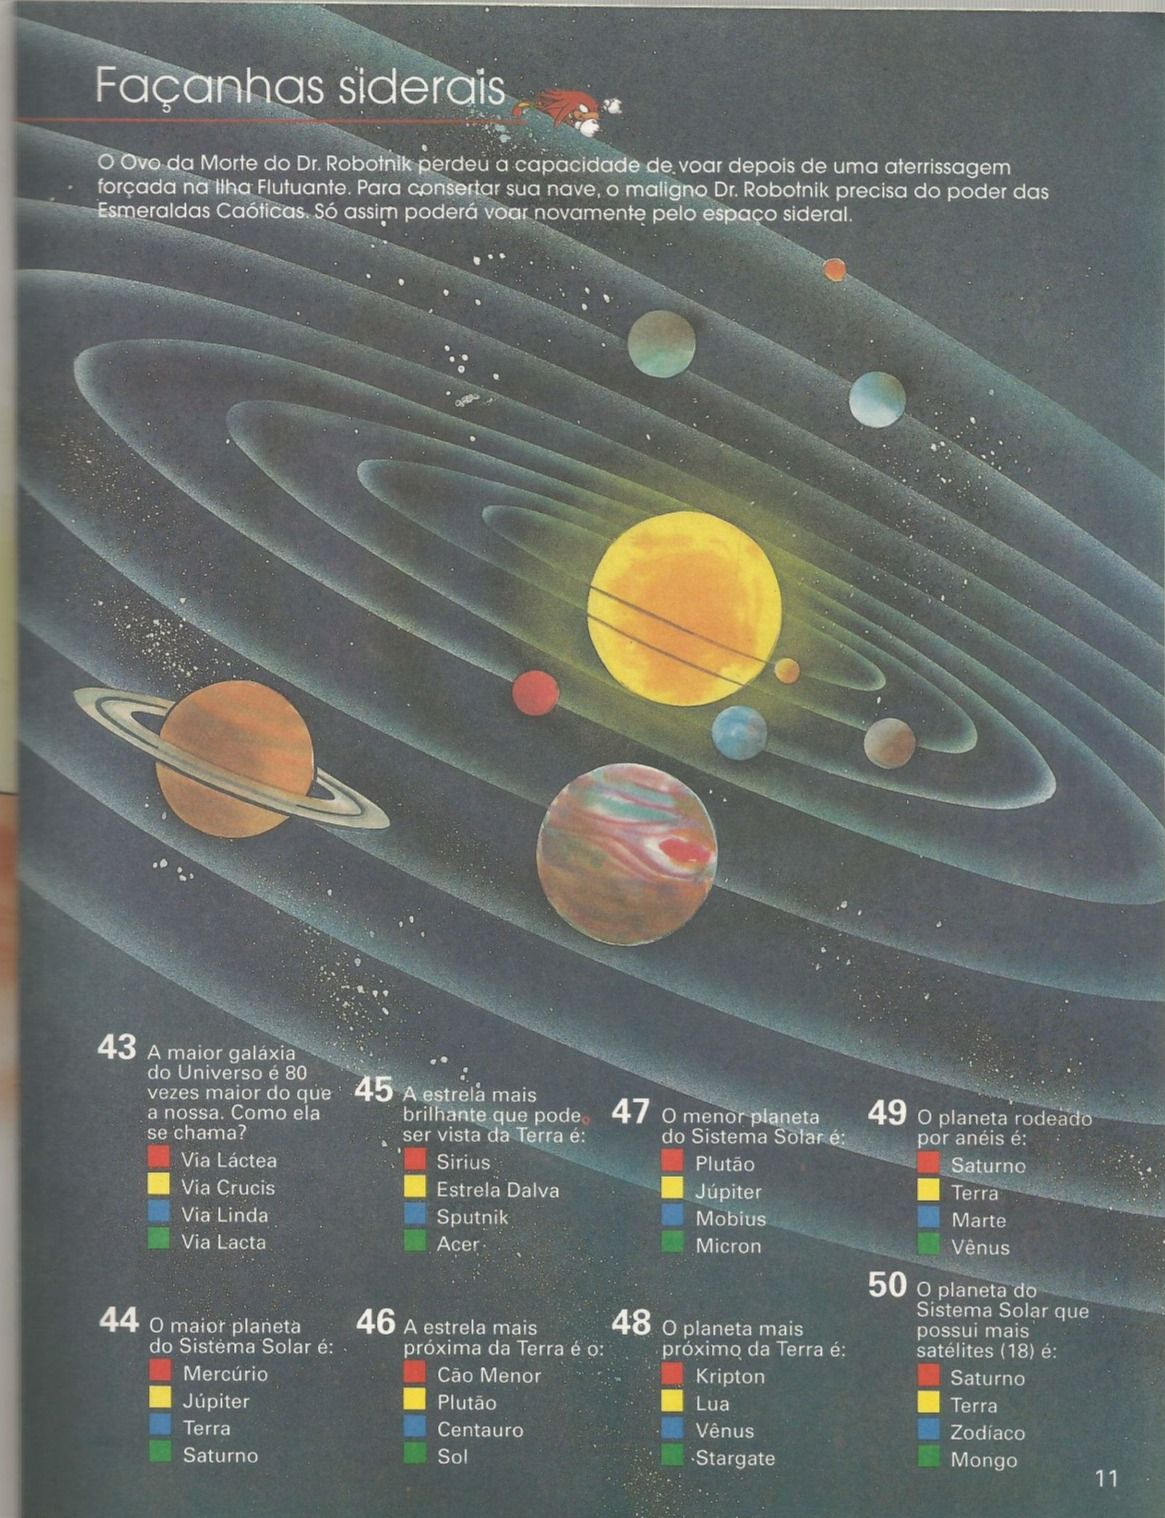 Façanhas siderais
O Ovo da Morte do Dr. Robotnik perdeu a capacidade de voar depois de uma aterrissagem
forçada na Ilha Flutuante. Para consertar sua nave, o maligno Dr. Robotnik precisa do poder das
Esmeraldas Caóticas. Só assim poderá voar novamente pelo espaço sideral.
43 A maior galáxia
do Universo é 80
vezes maior do que
a nossa. Como ela
se chama?
Via Láctea
Via Crucis
Via Linda
Via Lacta
44 O maior planeta
do Sistema Solar é:
Mercúrio
Júpiter
Terra
Saturno
45 A estrela mais
brilhante que pode
ser vista da Terra é:
Sirius
Estrela Dalva
Sputnik
Acer
46 A estrela mais
próxima da Terra é o:
Cão Menor
Plutão
Centauro
Sol
47 O menor planeta
do Sistema Solar é:
Plutão
Júpiter
Mobius
Micron
48 O planeta mais
próximo da Terra é:
Kripton
Lua
Vênus
Stargate
49 O planeta rodeado
por anéis é:
Saturno
Terra
Marte
Vênus
50 O planeta do
Sistema Solar que
possui mais
satélites (18) é:
Saturno
Terra
Zodíaco
Mongo
11